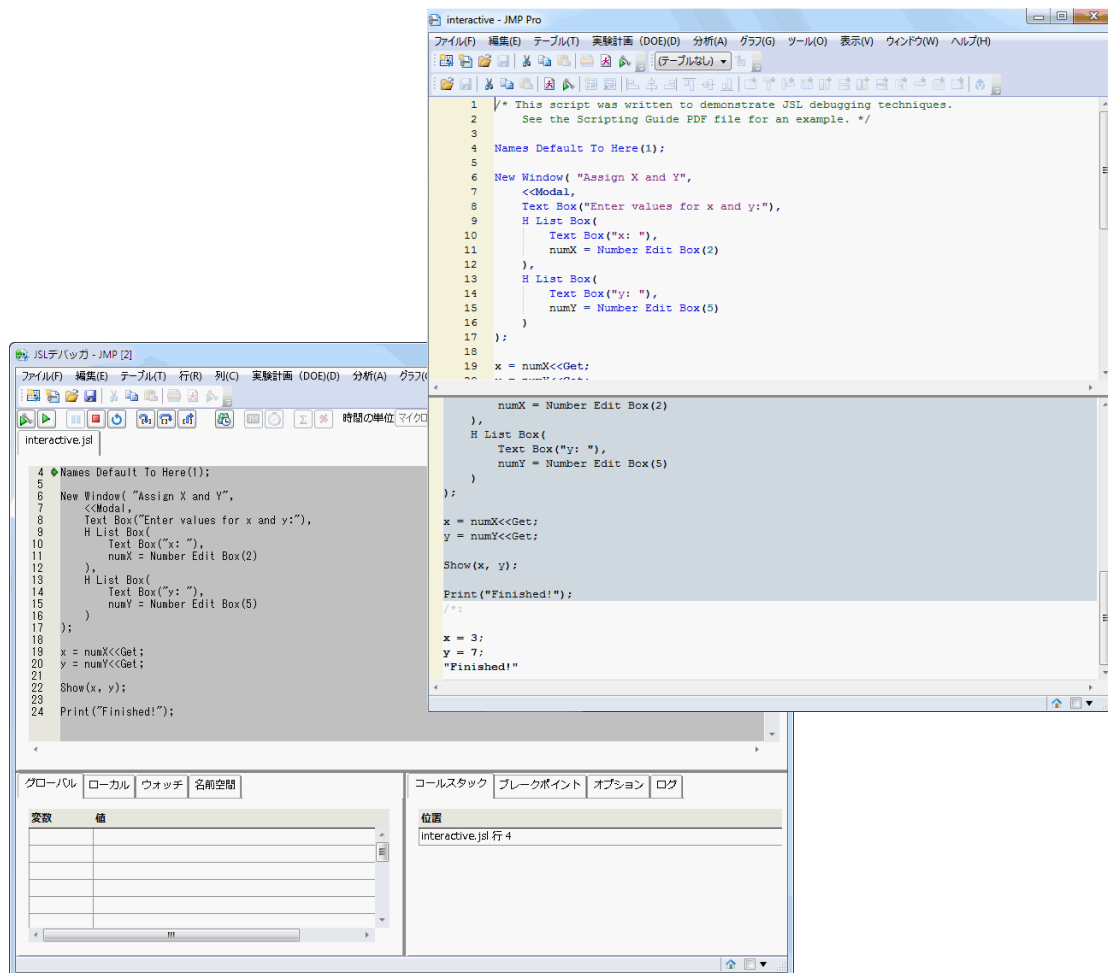 interactive - JMP Pro
ファイル(F) 編集(E) テーブル(T) 実験計画（DOE)(D) 分析(A) グラフ(G) ツール(O) 表示(V) ウィンドウ(W) ヘルプ(H)
(テーブルなし)
1 /* This script was written to demonstrate JSL debugging techniques.
2 See the Scripting Guide PDF file for an example. */
3
4 Names Default To Here(1);
5
6 New Window( "Assign X and Y",
7 <<Modal,
8 Text Box("Enter values for x and y:"),
9 H List Box(
10 Text Box("x: "),
11 numX = Number Edit Box(2)
12 ),
13 H List Box(
14 Text Box("y: "),
15 numY = Number Edit Box(5)
16 )
17 );
18
19 x = numX<<Get;
20 y = numY<<Get;
numX = Number Edit Box(2)
),
H List Box(
Text Box("y: "),
numY = Number Edit Box(5)
)
);
x = numX<<Get;
y = numY<<Get;
Show(x, y);
Print("Finished!");
/*:
x = 3;
y = 7;
"Finished!"
JSLデバッガ - JMP [2]
ファイル(F) 編集(E) テーブル(T) 行(R) 列(C) 実験計画（DOE)(D) 分析(A) グラフ(
時間の単位 マイクロ
interactive.jsl
4 Names Default To Here(1);
5
6 New Window( "Assign X and Y",
7 <<Modal,
8 Text Box("Enter values for x and y:"),
9 H List Box(
10 Text Box("x: "),
11 numX = Number Edit Box(2)
12 ),
13 H List Box(
14 Text Box("y: "),
15 numY = Number Edit Box(5)
16 )
17 );
18
19 x = numX<<Get;
20 y = numY<<Get;
21
22 Show(x, y);
23
24 Print("Finished!");
グローバル ローカル ウォッチ 名前空間
変数 値
コールスタック ブレークポイント オプション ログ
位置
interactive.jsl 行 4